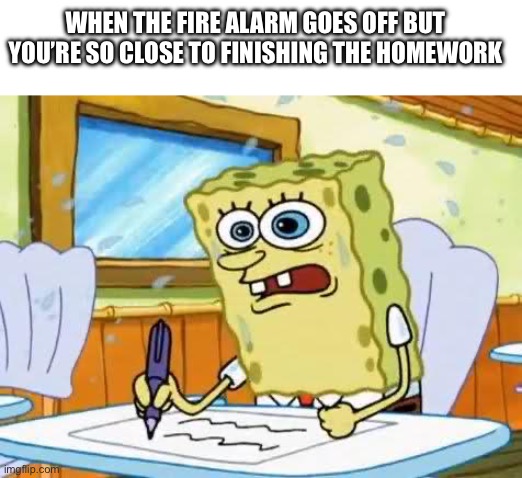 WHEN THE FIRE ALARM GOES OFF BUT
YOU’RE SO CLOSE TO FINISHING THE HOMEWORK
imgflip.com